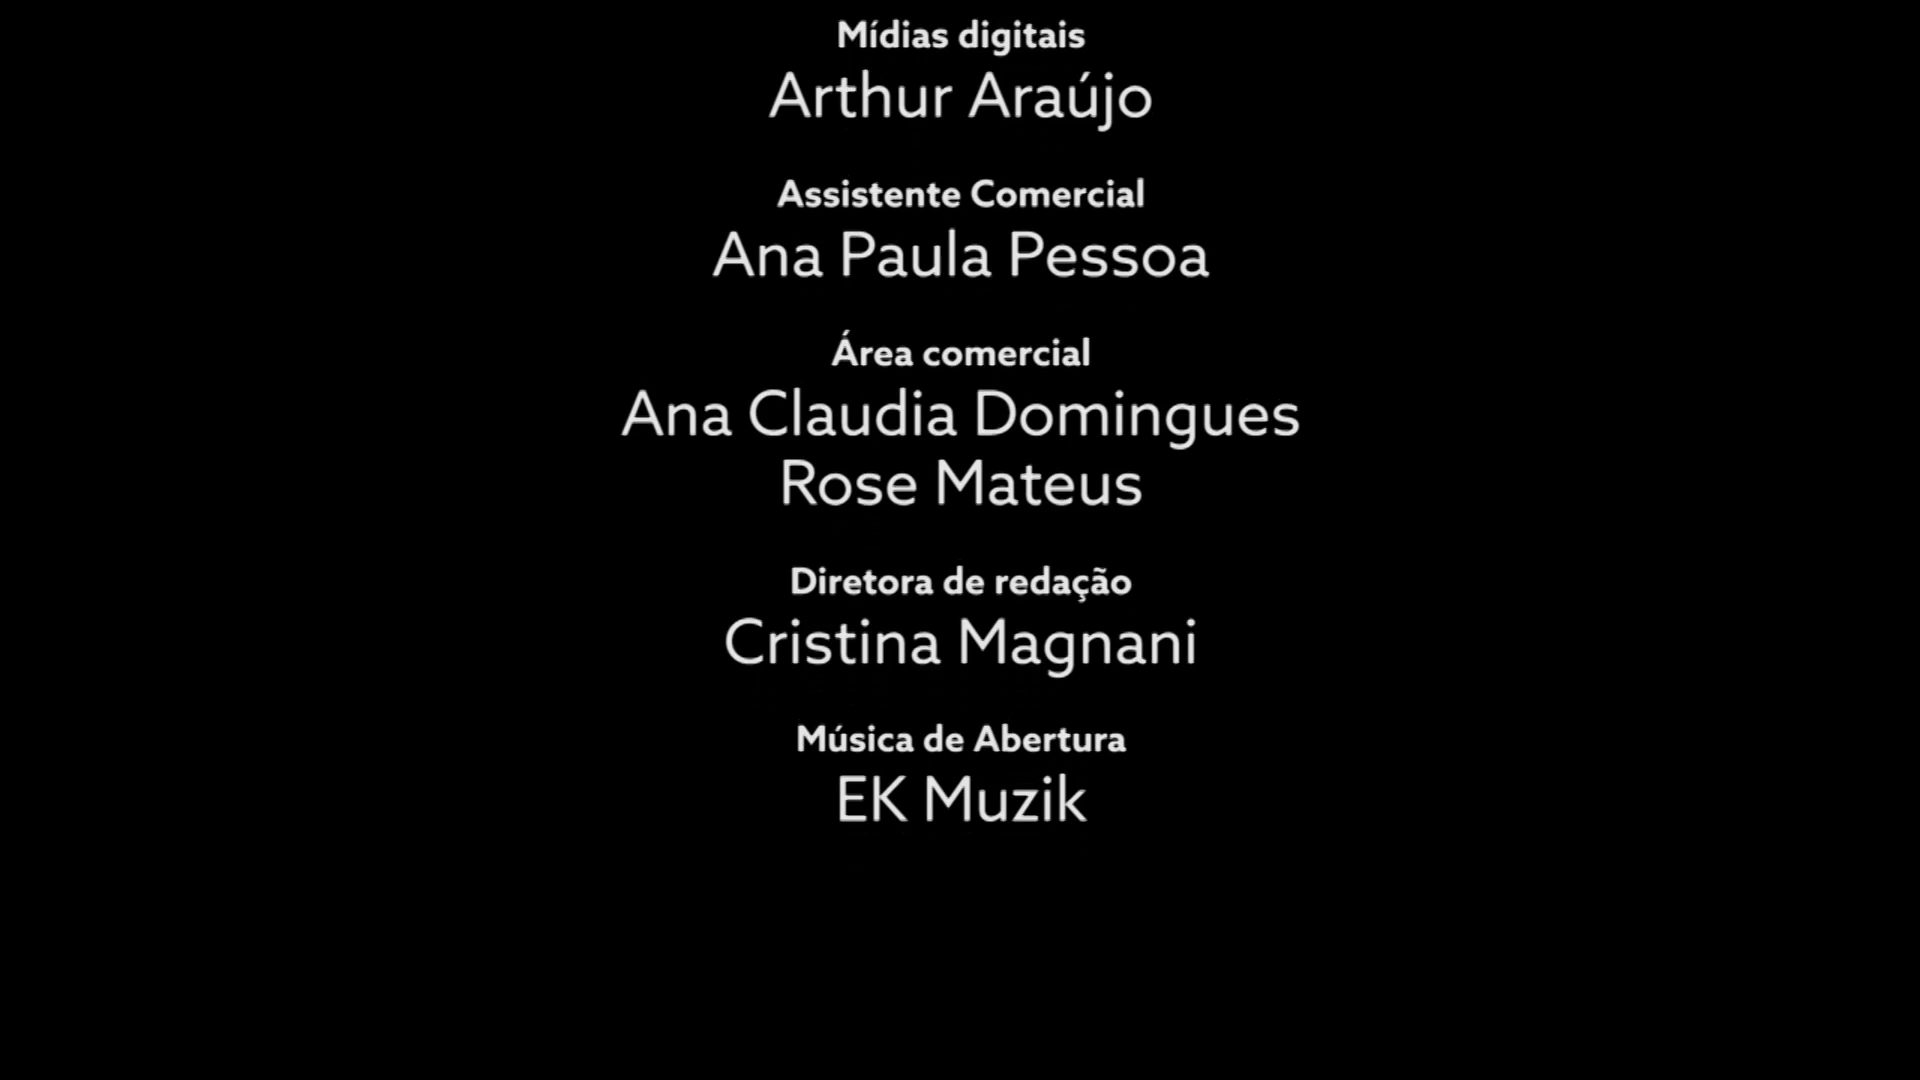 Mídias digitais
Arthur Araújo
Assistente Comercial
Ana Paula Pessoa
Área comercial
Ana Claudia Domingues
Rose Mateus
Diretora de redação
Cristina Magnani
Música de Abertura
EK Muzik